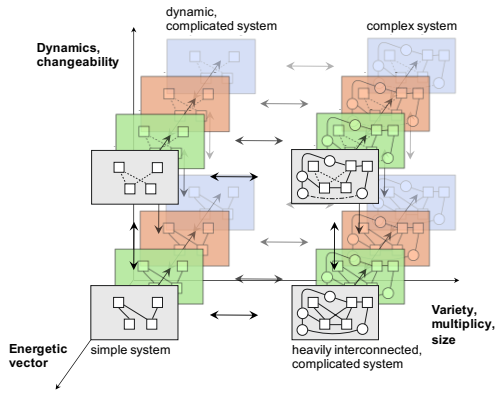 dynamic,
complicated system
complex system
Dynamics,
changeability
Variety,
multiplicy,
size
Energetic
vector
simple system
heavily interconnected,
complicated system